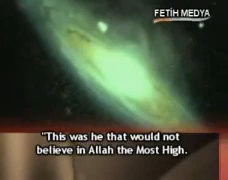 FETİH MEDYA
"This was he that would not
believe in Allah the Most High.